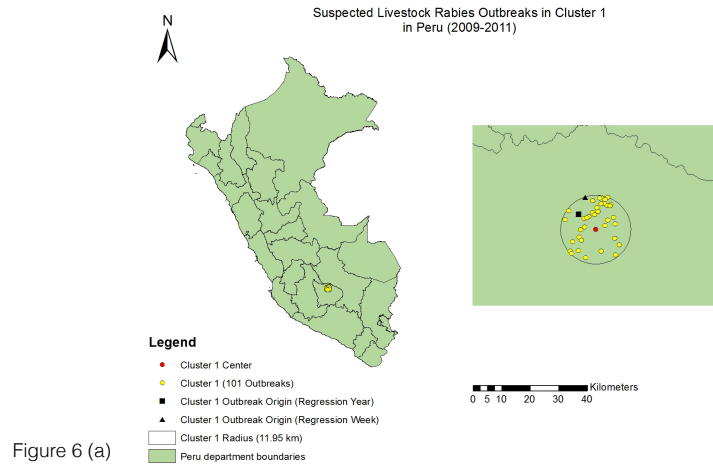 Suspected Livestock Rabies Outbreaks in Cluster 1
in Peru (2009-2011)
N
Legend
Cluster 1 Center
Cluster 1 (101 Outbreaks)
Cluster 1 Outbreak Origin (Regression Year)
Cluster 1 Outbreak Origin (Regression Week)
Cluster 1 Radius (11.95 km)
Peru department boundaries
Kilometers
0 5 10 20 30 40
Figure 6 (a)